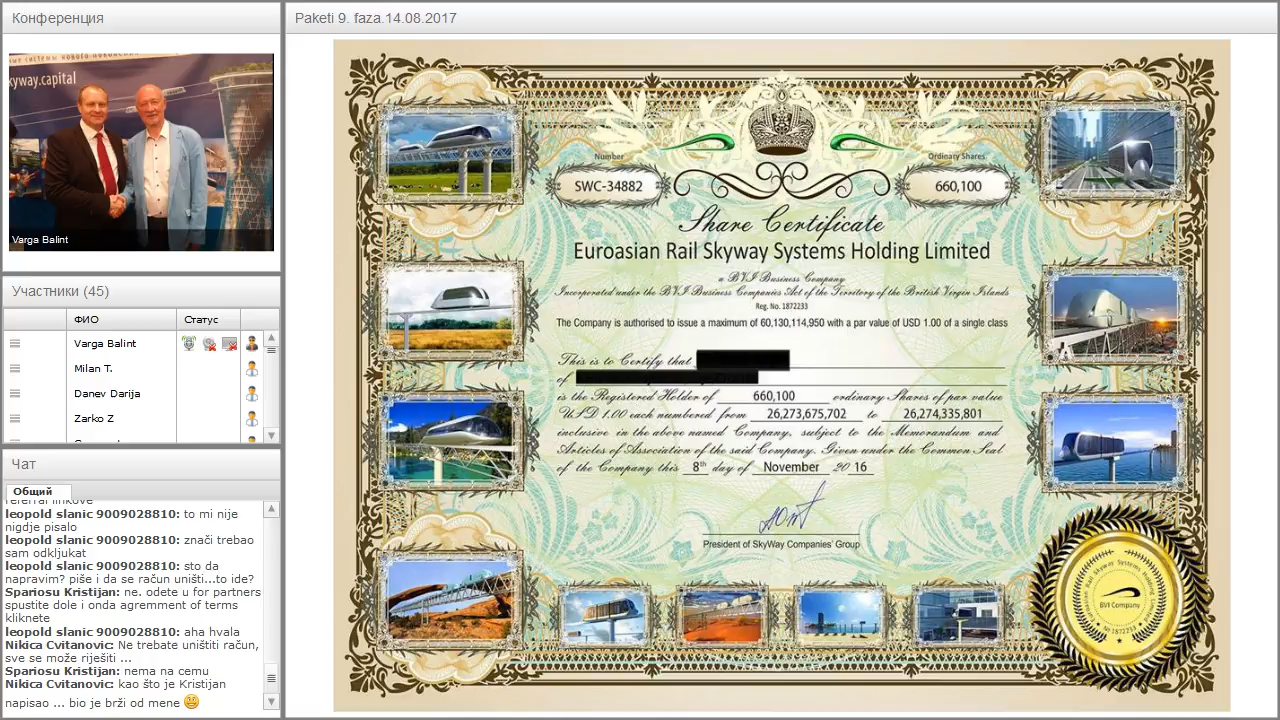 Конференция
skyway.capital
Varga Balint
Участники (45)
ФИО
Статус
Varga Balint
Milan T.
Danev Darija
Zarko Z
Чат
Общий
referral linkove
leopold slanic 9009028810: to mi nije
nigdje pisalo
leopold slanic 9009028810: znači trebao
sam odkljukat
leopold slanic 9009028810: sto da
napravim? piše i da se račun uništi...to ide?
Spariosu Kristijan: ne. odete u for partners
spustite dole i onda agreement of terms
kliknete
leopold slanic 9009028810: aha hvala
Nikica Cvitanovic: Ne trebate uništiti račun,
sve se može riješiti ...
Spariosu Kristijan: nema na cemu
Nikica Cvitanovic: kao što je Kristijan
napisao ... bio je brži od mene
Paketi 9. faza.14.08.2017
Number
SWC-34882
Ordinary Shares
660,100
Share Certificate
Euroasian Rail Skyway Systems Holding Limited
a BVI Business Company
Incorporated under the BVI Business Companies Act of the Territory of the British Virgin Islands
Reg. No. 1872233
The Company is authorised to issue a maximum of 60,130,114,950 with a par value of USD 1.00 of a single class
This is to Certify that
of
is the Registered Holder of 660,100 ordinary Shares of par value
USD 1.00 each numbered from 26,273,675,702 to 26,274,335,801
inclusive in the above named Company, subject to the Memorandum and
Articles of Association of the said Company. Given under the Common Seal
of the Company this 8th day of November 2016
President of SkyWay Companies' Group
Euroasian Rail Skyway Systems Holding Limited
BVI Company
№ 1872233